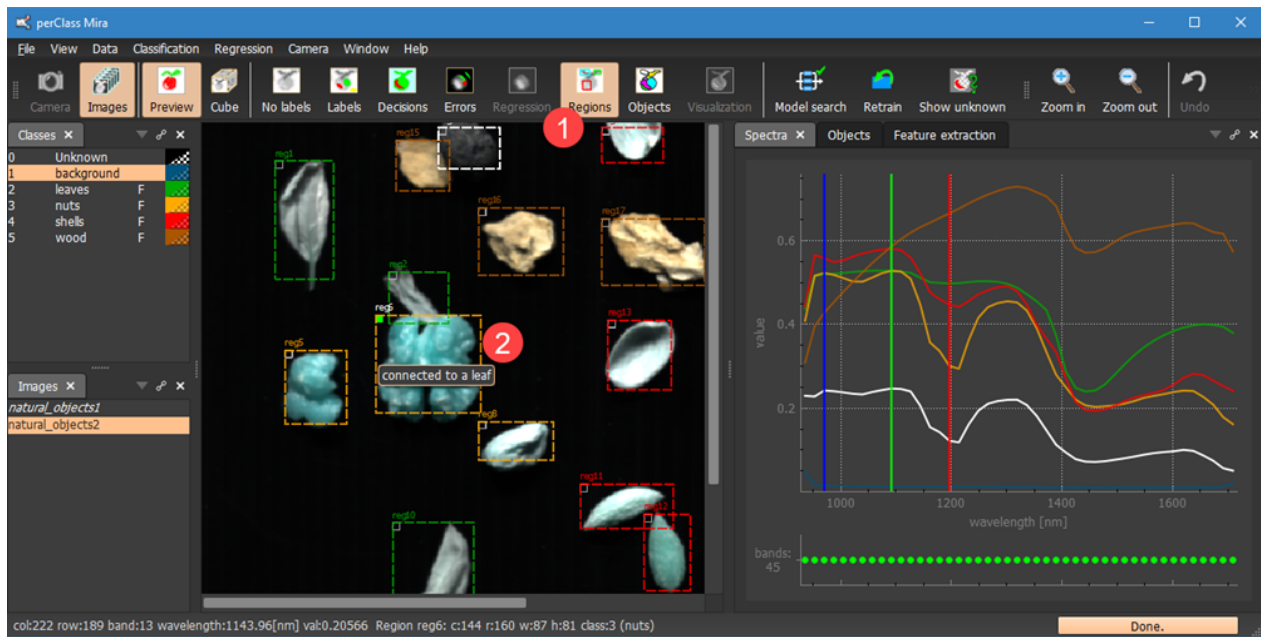 perClass Mira
File View Data Classification Regression Camera Window Help
Camera Images Preview Cube No labels Labels Decisions Errors Regression Regions Objects Visualization Model search Retrain Show unknown Zoom in Zoom out Undo
Classes
0 Unknown
1 background
2 leaves F
3 nuts F
4 shells F
5 wood F
Images
natural_objects1
natural_objects2
1
reg15
reg1
reg16
reg17
reg2
reg6
reg13
reg5
2
connected to a leaf
reg8
reg11
reg12
reg10
Spectra Objects Feature extraction
0.6
0.4
0.2
value
1000 1200 1400 1600
wavelength [nm]
bands:
45
col:222 row:189 band:13 wavelength:1143.96[nm] val:0.20566 Region reg6: c:144 r:160 w:87 h:81 class:3 (nuts)
Done.